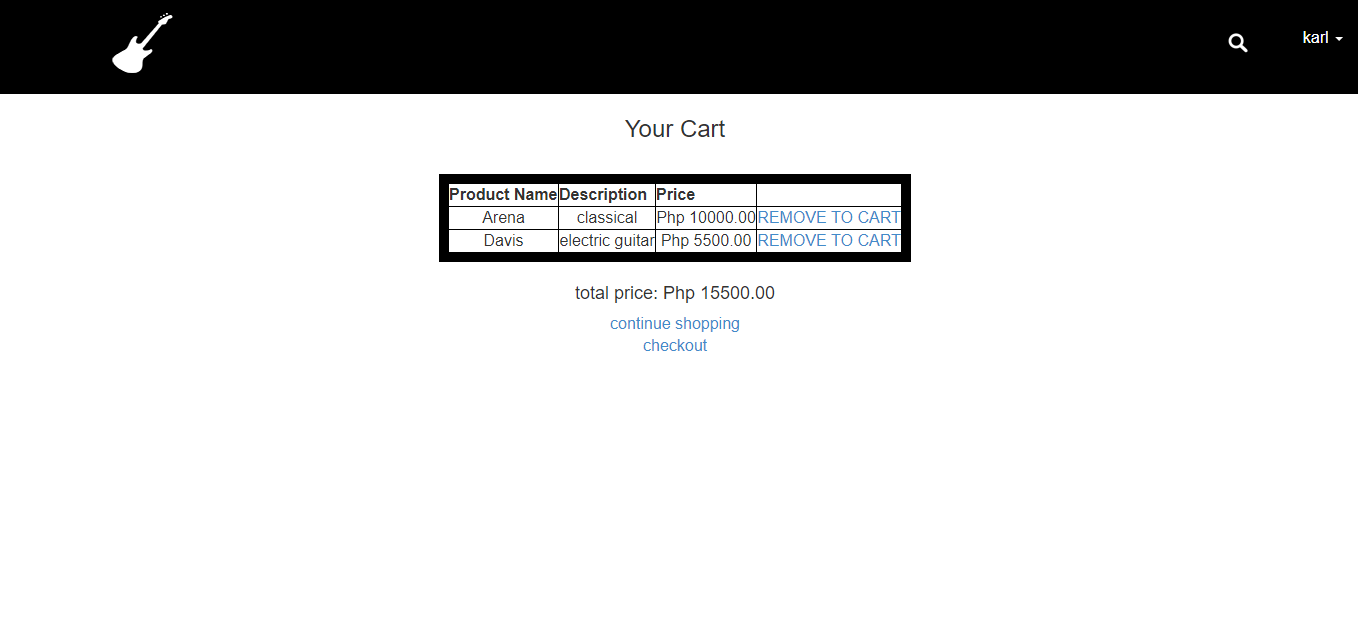 karl
Your Cart
Product Name Description Price
Arena classical Php 10000.00 REMOVE TO CART
Davis electric guitar Php 5500.00 REMOVE TO CART
total price: Php 15500.00
continue shopping
checkout